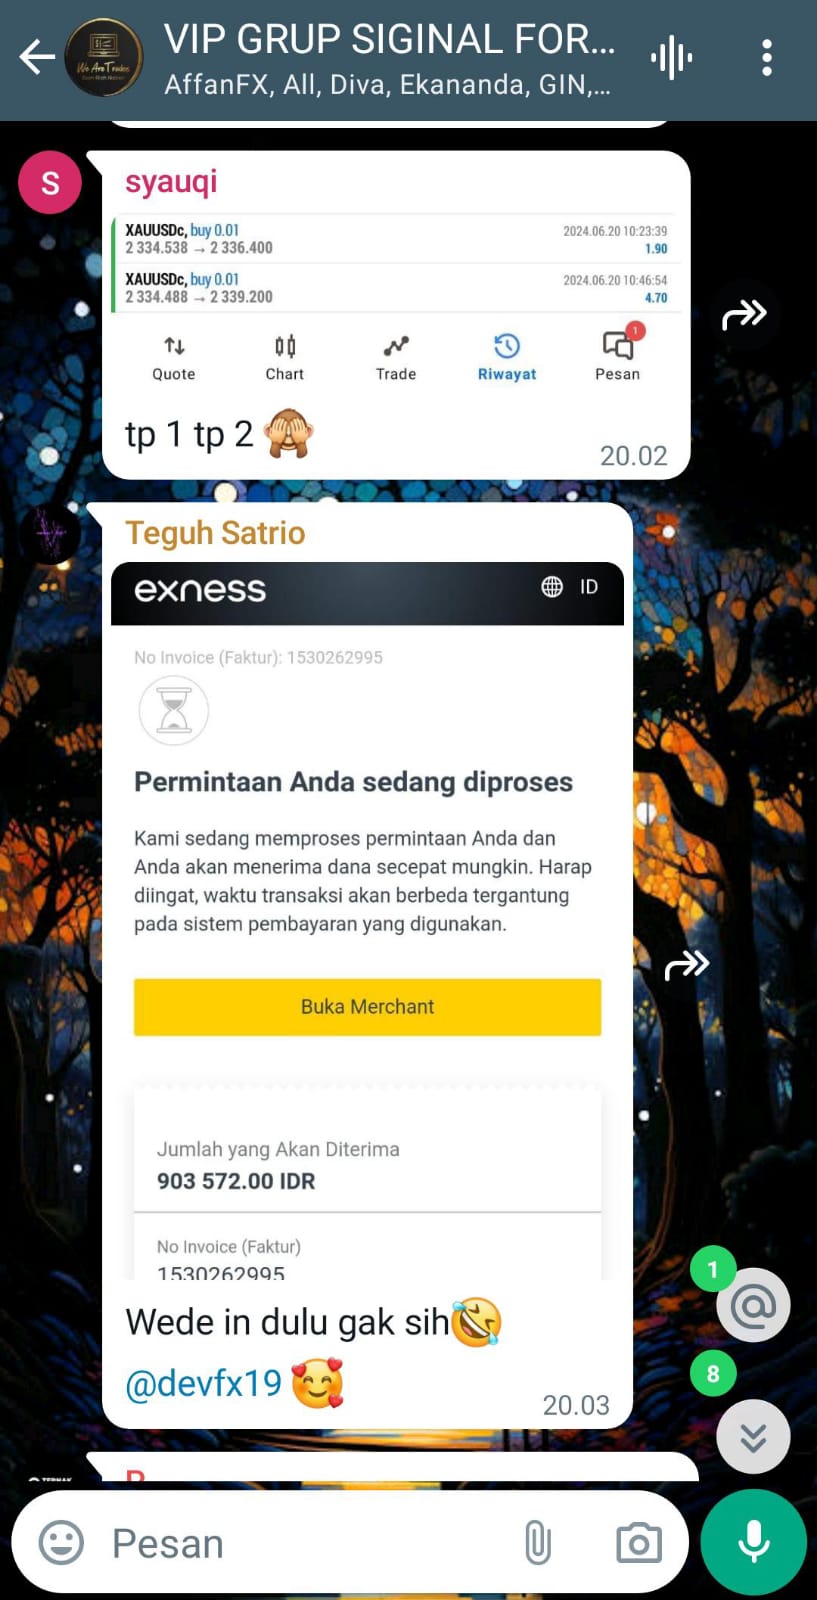 VIP GRUP SIGINAL FOR...
AffanFX, All, Diva, Ekananda, GIN,...
We Are Trades
S
syauqi
XAUUSDc, buy 0.01
2024.06.20 10:23:39
2 334.538 → 2 336.400
1.90
XAUUSDc, buy 0.01
2024.06.20 10:46:54
2 334.488 → 2 339.200
4.70
1
Quote
Chart
Trade
Riwayat
Pesan
tp 1 tp 2 🙈
20.02
Teguh Satrio
exness
ID
No Invoice (Faktur): 1530262995
Permintaan Anda sedang diproses
Kami sedang memproses permintaan Anda dan
Anda akan menerima dana secepat mungkin. Harap
diingat, waktu transaksi akan berbeda tergantung
pada sistem pembayaran yang digunakan.
Buka Merchant
Jumlah yang Akan Diterima
903 572.00 IDR
No Invoice (Faktur)
1530262995
Wede in dulu gak sih🤣
@devfx19 🥰
20.03
1
@
8
Pesan